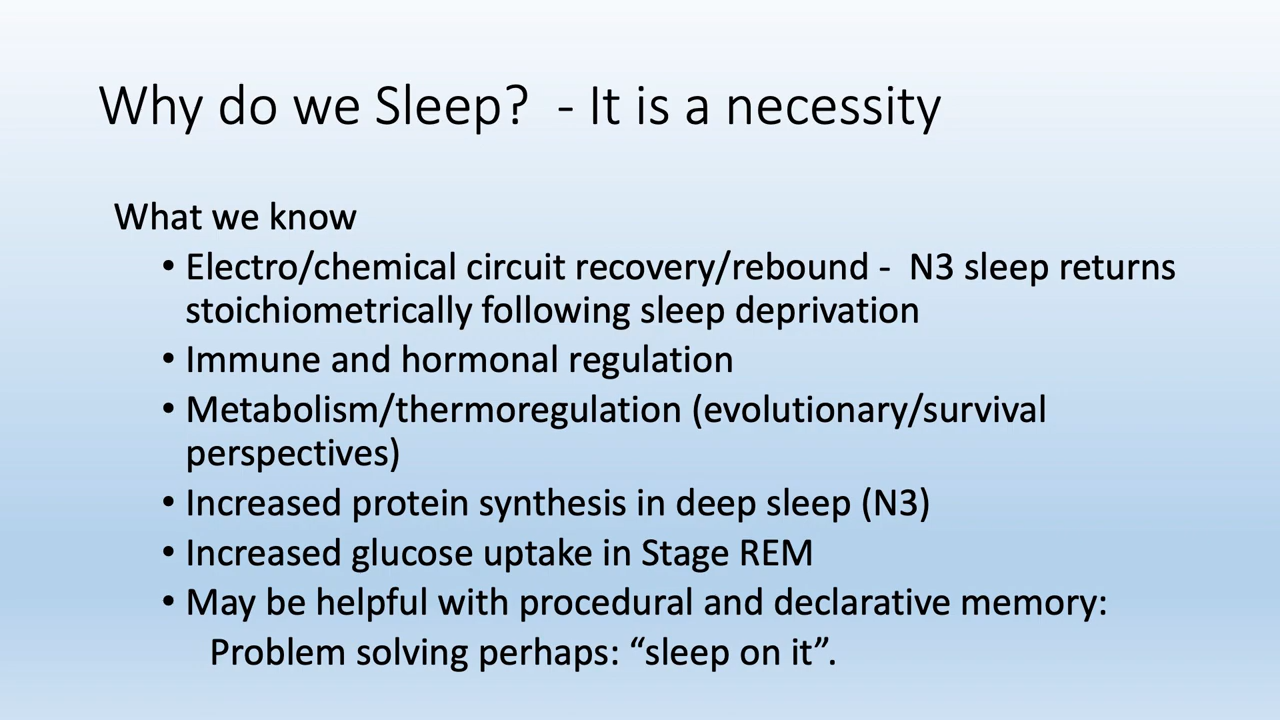 Why do we Sleep?  - It is a necessity
What we know
• Electro/chemical circuit recovery/rebound -  N3 sleep returns
stoichiometrically following sleep deprivation
• Immune and hormonal regulation
• Metabolism/thermoregulation (evolutionary/survival
perspectives)
• Increased protein synthesis in deep sleep (N3)
• Increased glucose uptake in Stage REM
• May be helpful with procedural and declarative memory:
Problem solving perhaps: “sleep on it”.